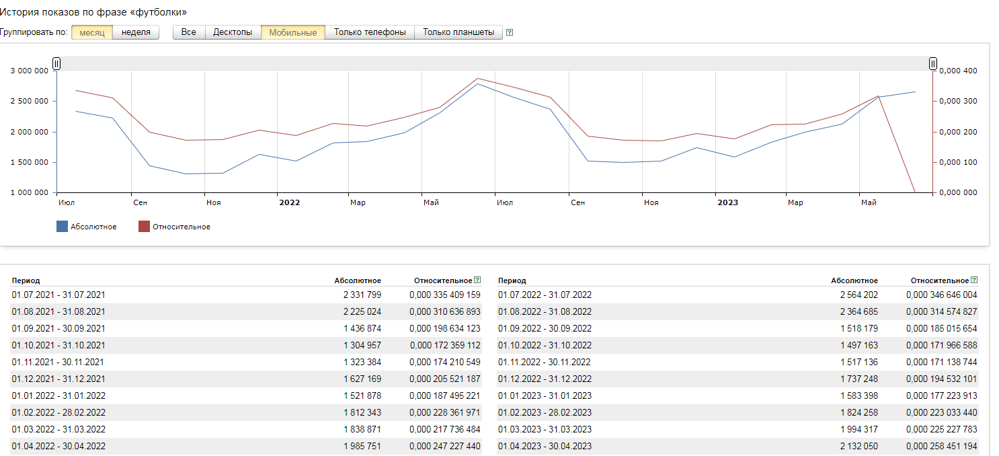 История показов по фразе «футболки»
Группировать по: месяц неделя Все Десктопы Мобильные Только телефоны Только планшеты ?
3 000 000 0,000 400
2 500 000 0,000 300
2 000 000 0,000 200
1 500 000 0,000 100
1 000 000 0,000 000
Июл Сен Ноя 2022 Мар Май Июл Сен Ноя 2023 Мар Май
Абсолютное Относительное
Период Абсолютное Относительное ? Период Абсолютное Относительное ?
01.07.2021 - 31.07.2021 2 331 799 0,000 335 409 159 01.07.2022 - 31.07.2022 2 564 202 0,000 346 646 004
01.08.2021 - 31.08.2021 2 225 024 0,000 310 636 893 01.08.2022 - 31.08.2022 2 364 685 0,000 314 574 827
01.09.2021 - 30.09.2021 1 436 874 0,000 198 634 123 01.09.2022 - 30.09.2022 1 518 179 0,000 185 015 654
01.10.2021 - 31.10.2021 1 304 957 0,000 172 359 112 01.10.2022 - 31.10.2022 1 497 163 0,000 171 966 588
01.11.2021 - 30.11.2021 1 323 384 0,000 174 210 549 01.11.2022 - 30.11.2022 1 517 136 0,000 171 138 744
01.12.2021 - 31.12.2021 1 627 169 0,000 205 521 187 01.12.2022 - 31.12.2022 1 737 248 0,000 194 532 101
01.01.2022 - 31.01.2022 1 521 878 0,000 187 495 221 01.01.2023 - 31.01.2023 1 583 398 0,000 177 223 913
01.02.2022 - 28.02.2022 1 812 343 0,000 228 361 971 01.02.2023 - 28.02.2023 1 824 258 0,000 223 033 440
01.03.2022 - 31.03.2022 1 838 871 0,000 217 736 484 01.03.2023 - 31.03.2023 1 994 317 0,000 225 227 783
01.04.2022 - 30.04.2022 1 985 751 0,000 247 227 440 01.04.2023 - 30.04.2023 2 132 050 0,000 258 451 194